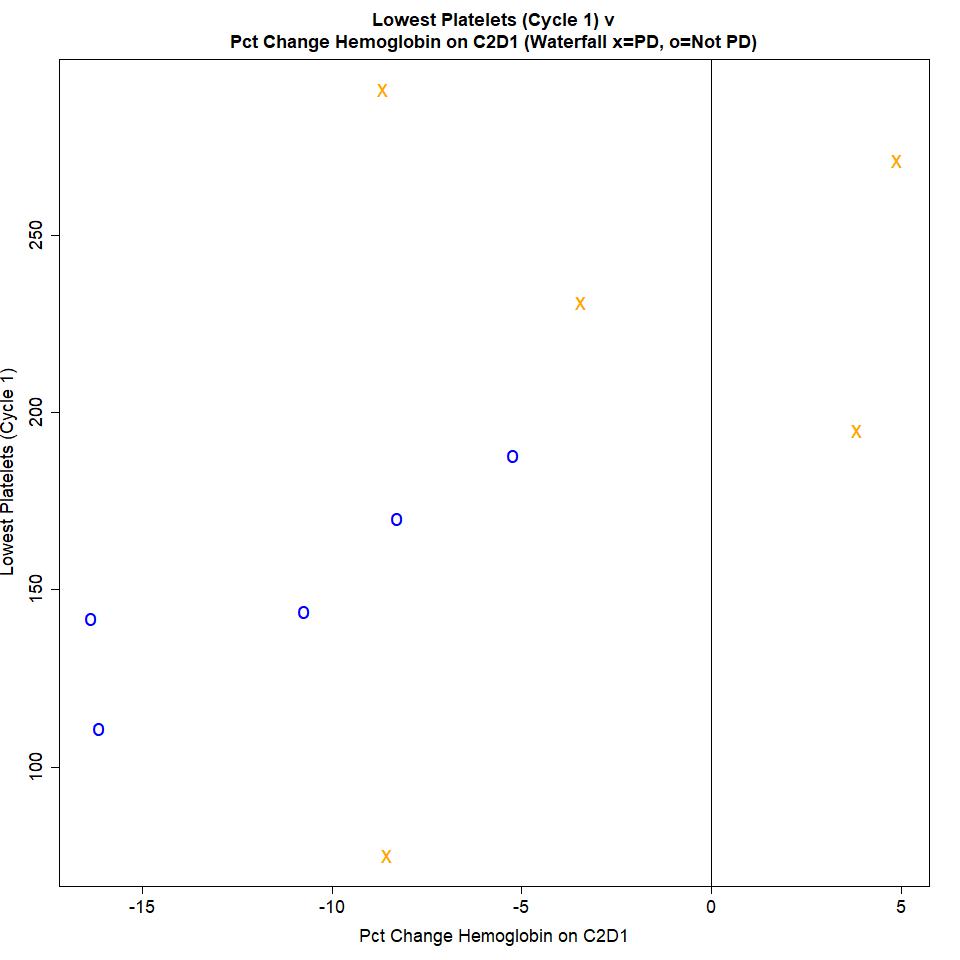 Lowest Platelets (Cycle 1) v
Pct Change Hemoglobin on C2D1 (Waterfall x=PD, o=Not PD)
X
X
250
X
Lowest Platelets (Cycle 1)
200
X
O
O
150
O
O
O
100
X
-15 -10 -5 0 5
Pct Change Hemoglobin on C2D1